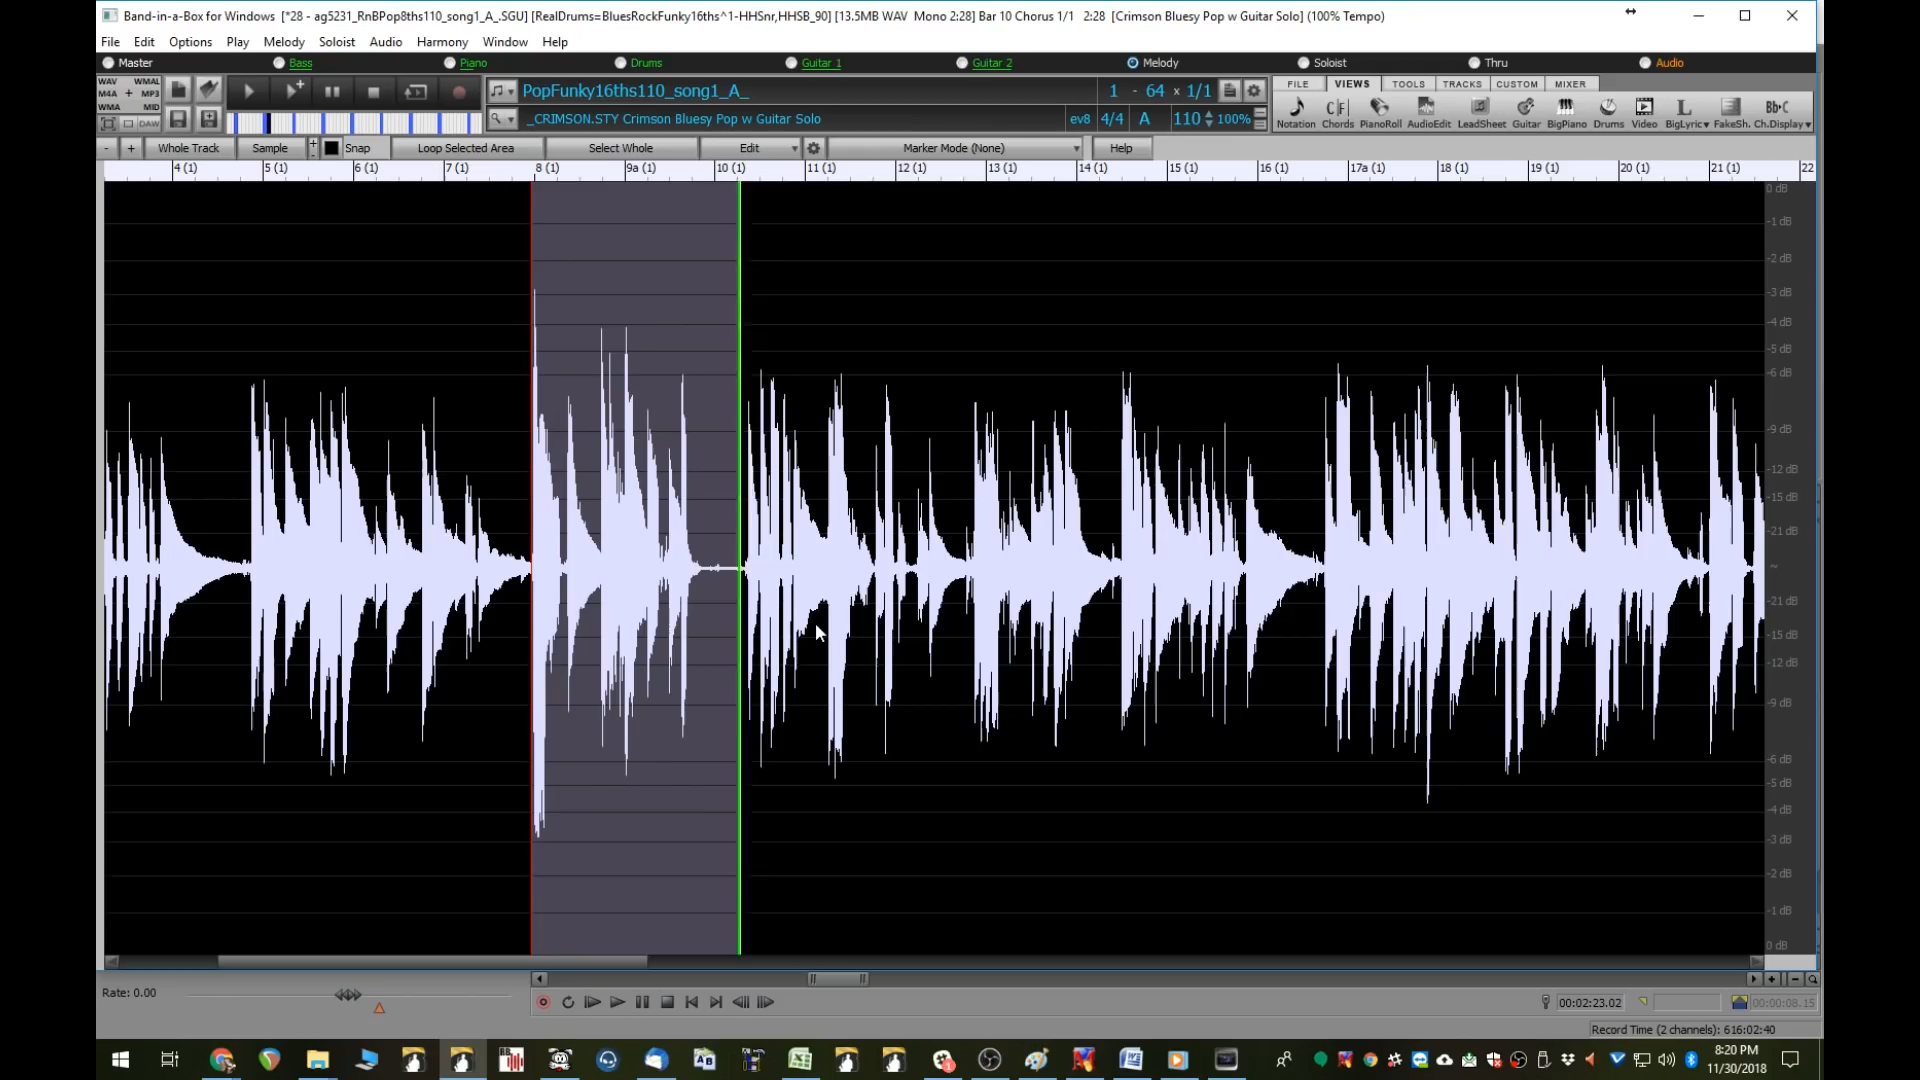 Band-in-a-Box for Windows [*28 - ag5231_RnBPop8ths110_song1_A_.SGU] [RealDrums=BluesRockFunky16ths^1-HHSnr,HHSB_90] [13.5MB WAV Mono 2:28] Bar 10 Chorus 1/1 2:28 [Crimson Bluesy Pop w Guitar Solo] (100% Tempo)
File Edit Options Play Melody Soloist Audio Harmony Window Help
Master Bass Piano Drums Guitar 1 Guitar 2 Melody Soloist Thru Audio
WAV WMAL
M4A + MP3
WMA MID
DAW
PopFunky16ths110_song1_A_ 1 - 64 x 1/1
_CRIMSON.STY Crimson Bluesy Pop w Guitar Solo ev8 4/4 A 110 100%
FILE VIEWS TOOLS TRACKS CUSTOM MIXER
C|F L Bb>C
Notation Chords PianoRoll AudioEdit LeadSheet Guitar BigPiano Drums Video BigLyric FakeSh. Ch.Display
- + Whole Track Sample + - Snap Loop Selected Area Select Whole Edit Marker Mode (None) Help
4 (1) 5 (1) 6 (1) 7 (1) 8 (1) 9a (1) 10 (1) 11 (1) 12 (1) 13 (1) 14 (1) 15 (1) 16 (1) 17a (1) 18 (1) 19 (1) 20 (1) 21 (1) 22
0 dB
-1 dB
-2 dB
-3 dB
-4 dB
-5 dB
-6 dB
-9 dB
-12 dB
-15 dB
-21 dB
~
-21 dB
-15 dB
-12 dB
-9 dB
-6 dB
-5 dB
-4 dB
-3 dB
-2 dB
-1 dB
0 dB
Rate: 0.00
00:02:23.02
00:00:08.15
Record Time (2 channels): 616:02:40
8:20 PM
11/30/2018